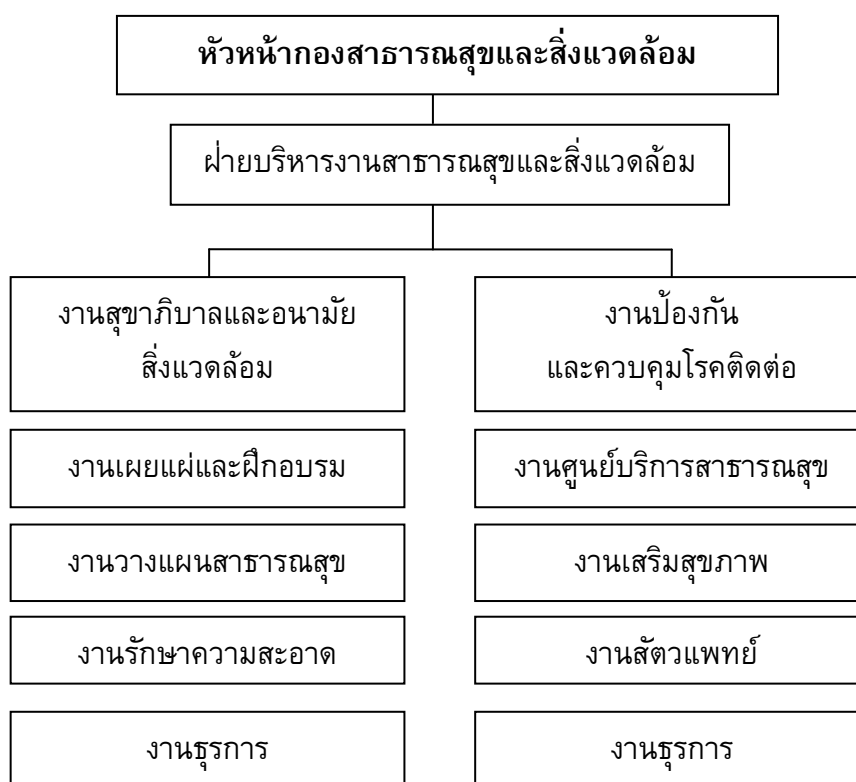 หัวหน้ากองสาธารณสุขและสิ่งแวดล้อม
ฝ่ายบริหารงานสาธารณสุขและสิ่งแวดล้อม
งานสุขาภิบาลและอนามัย
สิ่งแวดล้อม
งานเผยแผ่และฝึกอบรม
งานวางแผนสาธารณสุข
งานรักษาความสะอาด
งานธุรการ
งานป้องกัน
และควบคุมโรคติดต่อ
งานศูนย์บริการสาธารณสุข
งานเสริมสุขภาพ
งานสัตวแพทย์
งานธุรการ